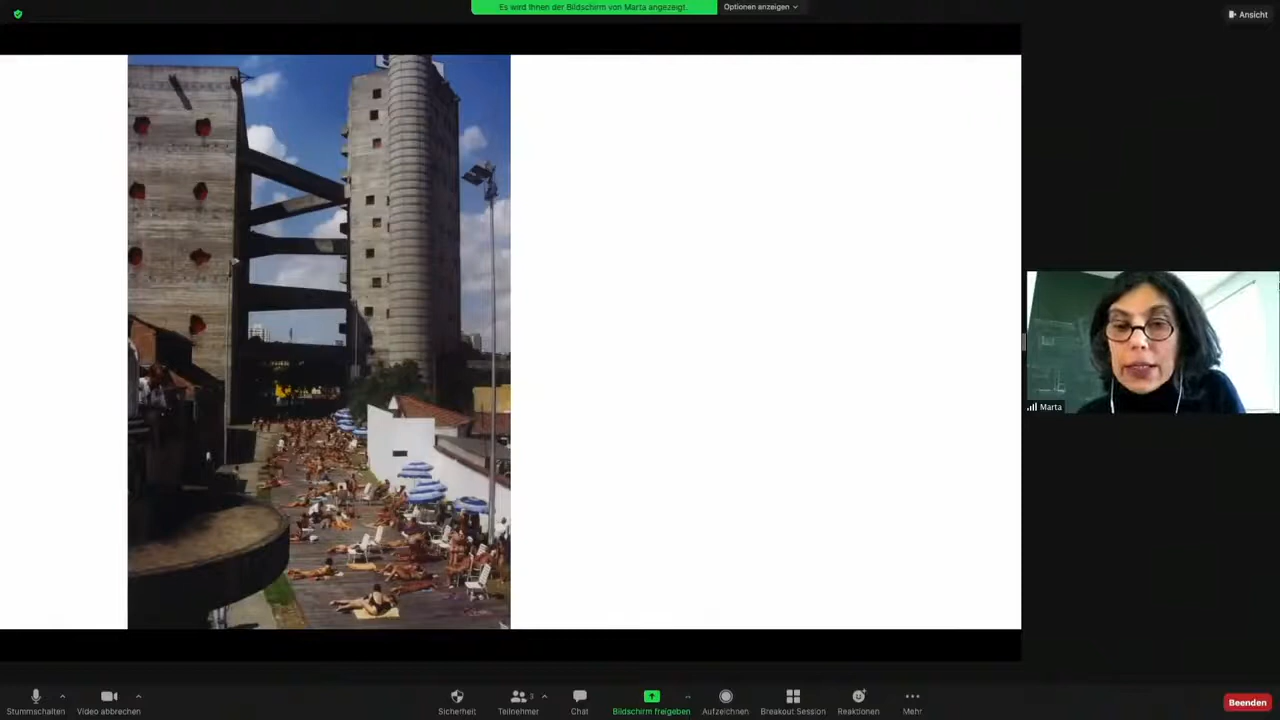 Es wird Ihnen der Bildschirm von Marta angezeigt.
Optionen anzeigen
Ansicht
Marta
Stummschalten
Video abbrechen
Sicherheit
3
Teilnehmer
Chat
Bildschirm freigeben
Aufzeichnen
Breakout Session
Reaktionen
Mehr
Beenden